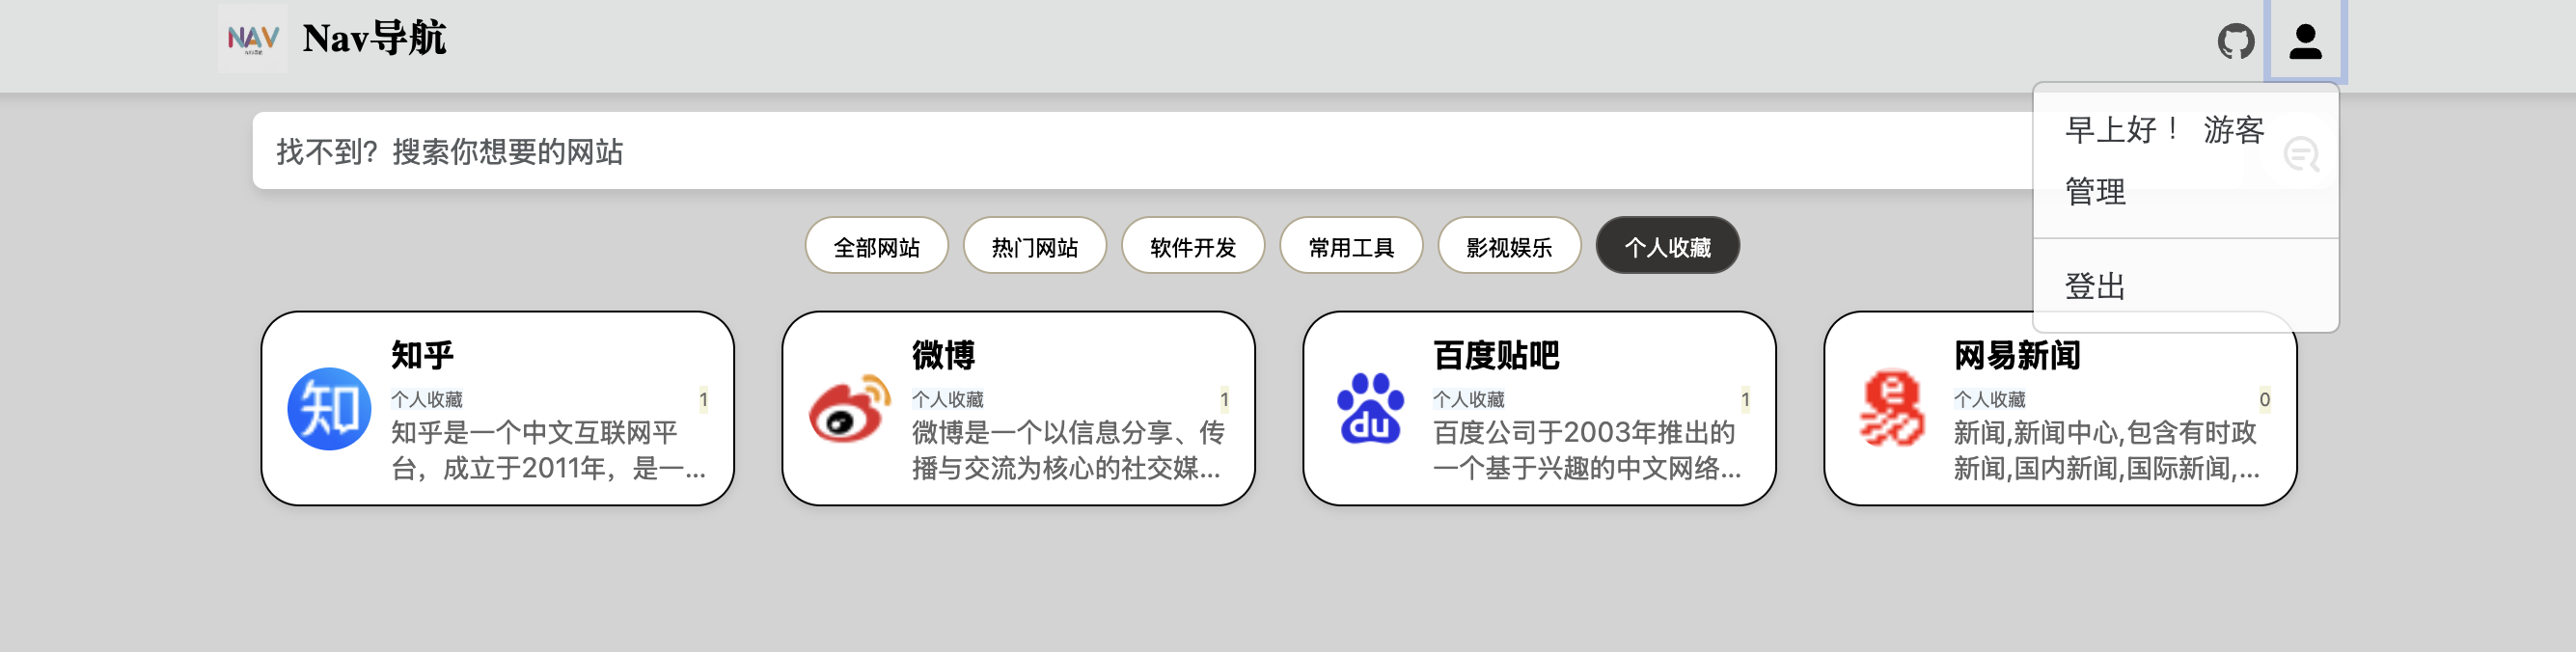 NAV
Nav导航
找不到？搜索你想要的网站
早上好！ 游客
管理
登出
全部网站
热门网站
软件开发
常用工具
影视娱乐
个人收藏
知
知乎
个人收藏
1
知乎是一个中文互联网平
台，成立于2011年，是一...
微博
个人收藏
1
微博是一个以信息分享、传
播与交流为核心的社交媒...
du
百度贴吧
个人收藏
1
百度公司于2003年推出的
一个基于兴趣的中文网络...
易
网易新闻
个人收藏
0
新闻,新闻中心,包含有时政
新闻,国内新闻,国际新闻,...